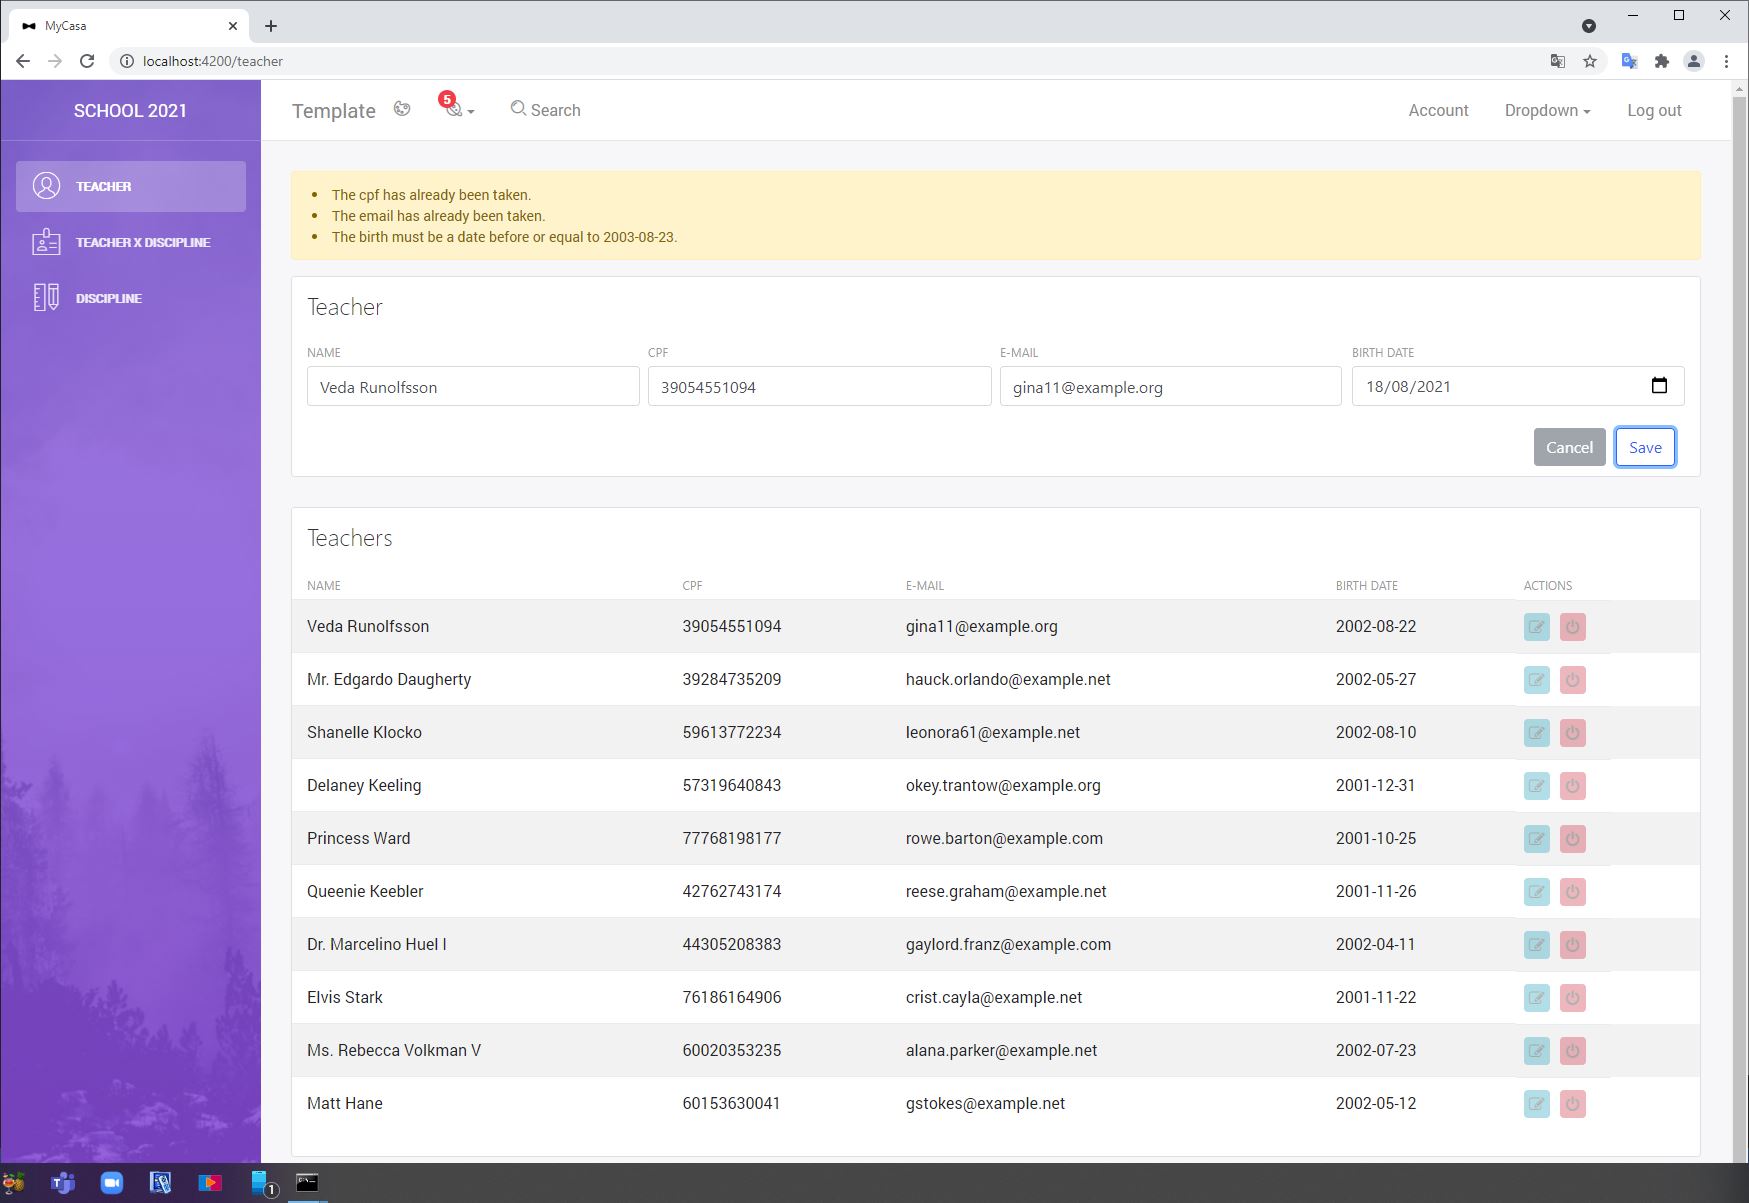 MyCasa
localhost:4200/teacher
SCHOOL 2021
Template 5 Search Account Dropdown Log out
TEACHER
TEACHER X DISCIPLINE
DISCIPLINE
• The cpf has already been taken.
• The email has already been taken.
• The birth must be a date before or equal to 2003-08-23.
Teacher
NAME CPF E-MAIL BIRTH DATE
Veda Runolfsson 39054551094 gina11@example.org 18/08/2021
Cancel Save
Teachers
NAME CPF E-MAIL BIRTH DATE ACTIONS
Veda Runolfsson 39054551094 gina11@example.org 2002-08-22
Mr. Edgardo Daugherty 39284735209 hauck.orlando@example.net 2002-05-27
Shanelle Klocko 59613772234 leonora61@example.net 2002-08-10
Delaney Keeling 57319640843 okey.trantow@example.org 2001-12-31
Princess Ward 77768198177 rowe.barton@example.com 2001-10-25
Queenie Keebler 42762743174 reese.graham@example.net 2001-11-26
Dr. Marcelino Huel I 44305208383 gaylord.franz@example.com 2002-04-11
Elvis Stark 76186164906 crist.cayla@example.net 2001-11-22
Ms. Rebecca Volkman V 60020353235 alana.parker@example.net 2002-07-23
Matt Hane 60153630041 gstokes@example.net 2002-05-12
1